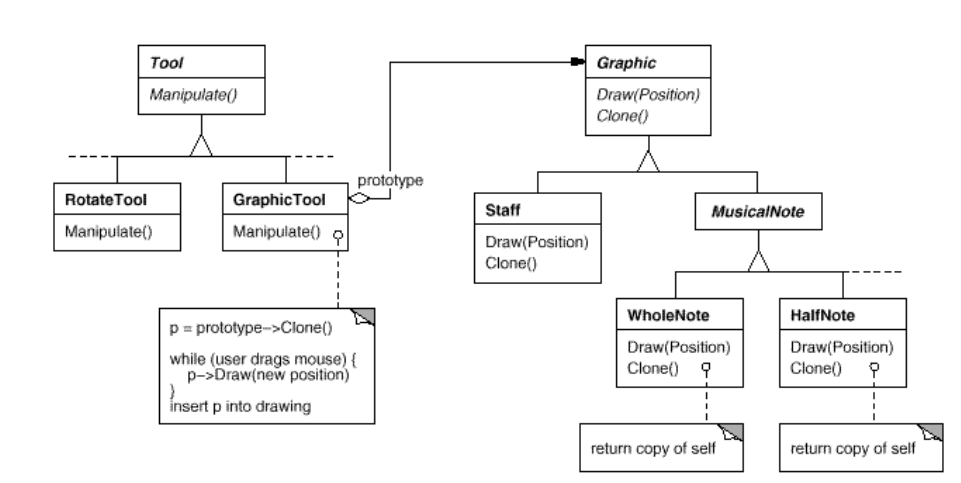 Tool
Manipulate()
Graphic
Draw(Position)
Clone()
prototype
RotateTool
Manipulate()
GraphicTool
Manipulate()
Staff
Draw(Position)
Clone()
MusicalNote
p = prototype–>Clone()
while (user drags mouse) {
p–>Draw(new position)
}
insert p into drawing
WholeNote
Draw(Position)
Clone()
HalfNote
Draw(Position)
Clone()
return copy of self
return copy of self